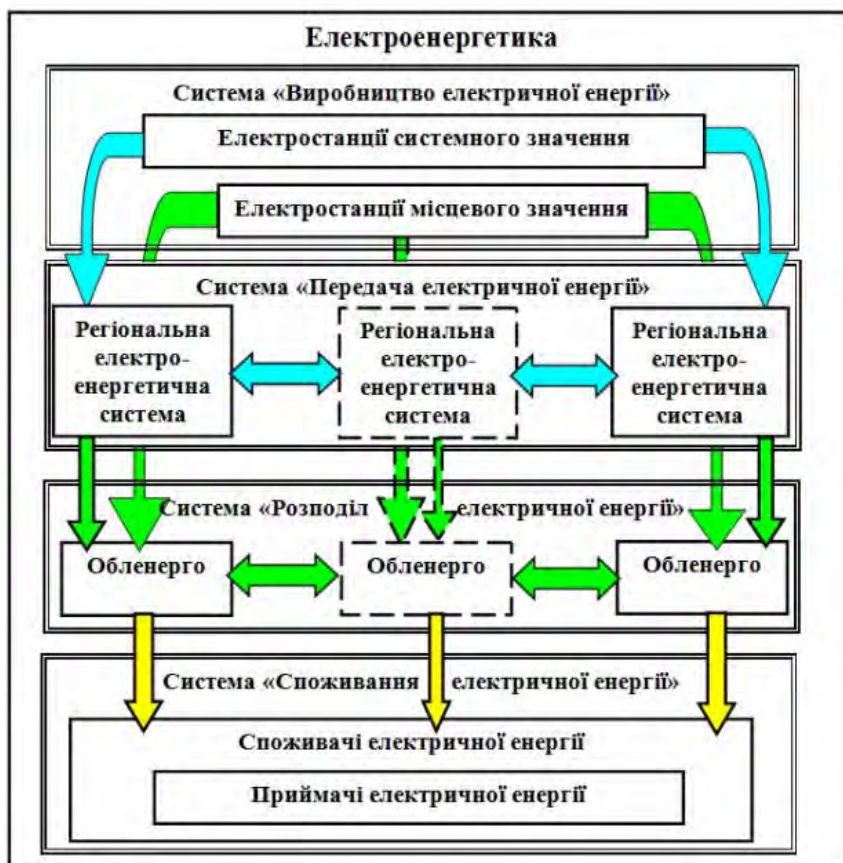 Електроенергетика
Система «Виробництво електричної енергії»
Електростанції системного значення
Електростанції місцевого значення
Система «Передача електричної енергії»
Регіональна
електро-
енергетична
система
Регіональна
електро-
енергетична
система
Регіональна
електро-
енергетична
система
Система «Розподіл електричної енергії»
Обленерго
Обленерго
Обленерго
Система «Споживання електричної енергії»
Споживачі електричної енергії
Приймачі електричної енергії